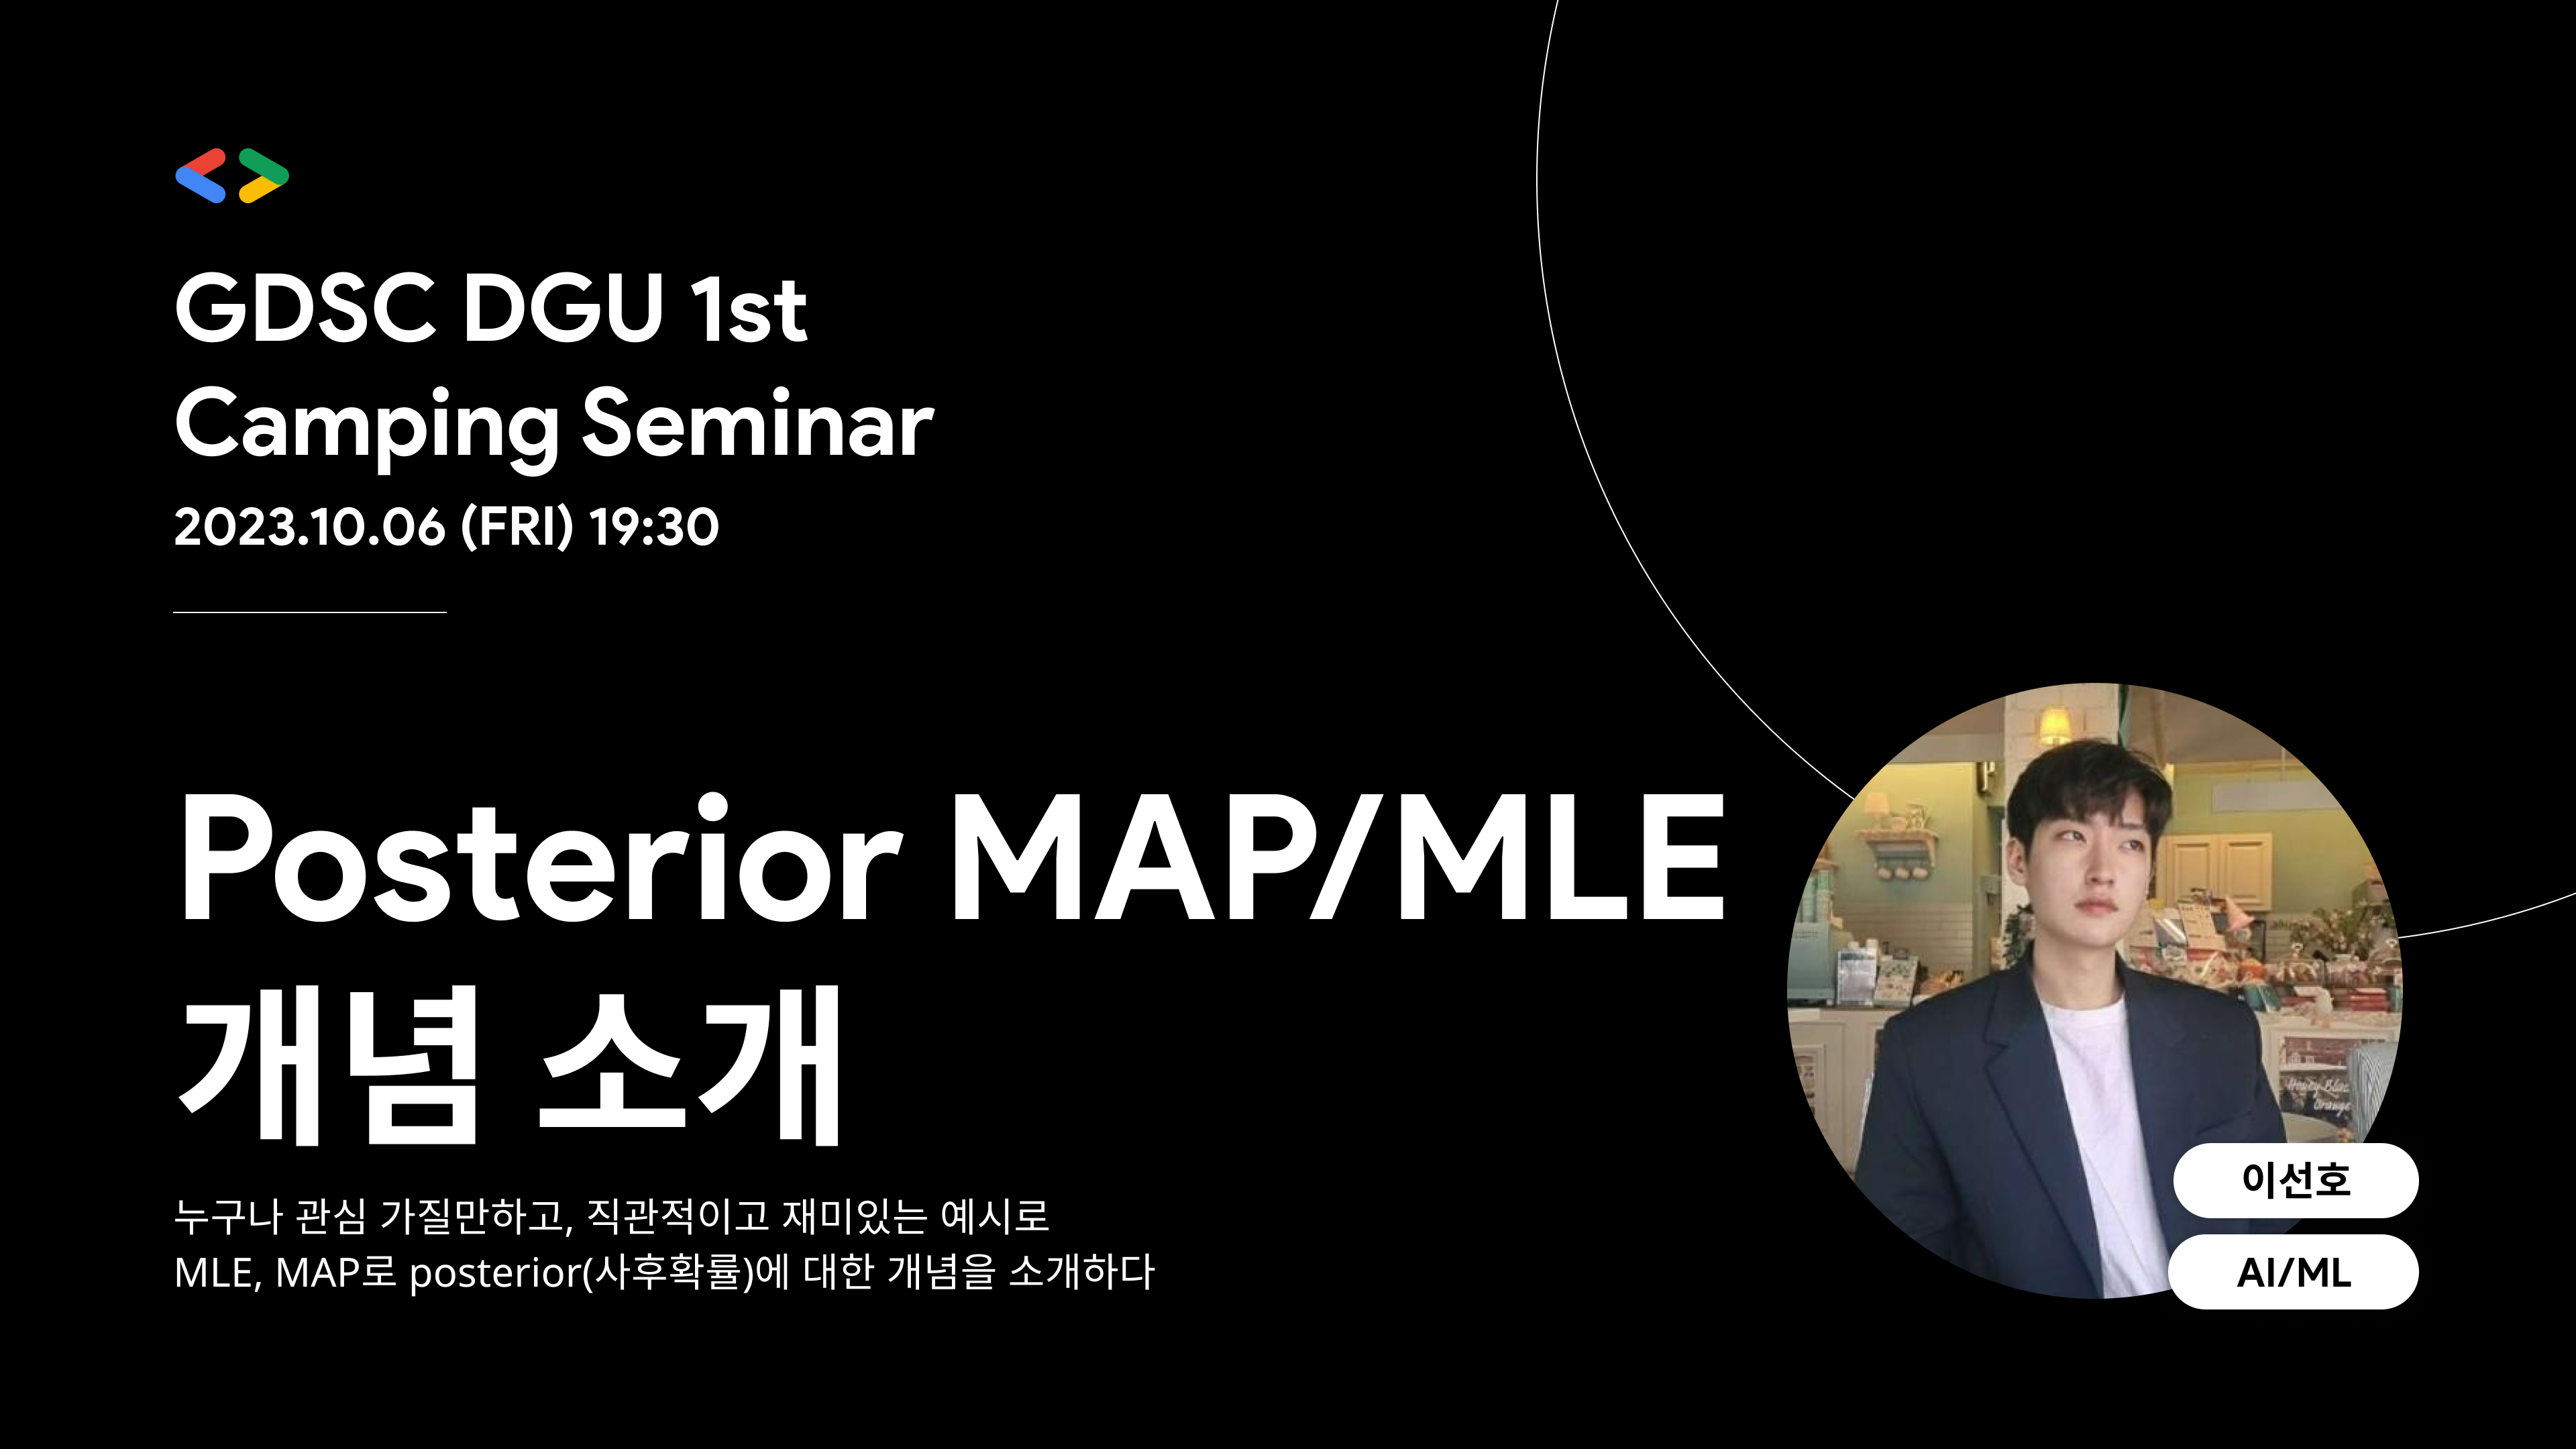 GDSC DGU 1st
Camping Seminar
2023.10.06 (FRI) 19:30
Posterior MAP/MLE
개념 소개
누구나 관심 가질만하고, 직관적이고 재미있는 예시로
MLE, MAP로 posterior(사후확률)에 대한 개념을 소개하다
이선호
AI/ML